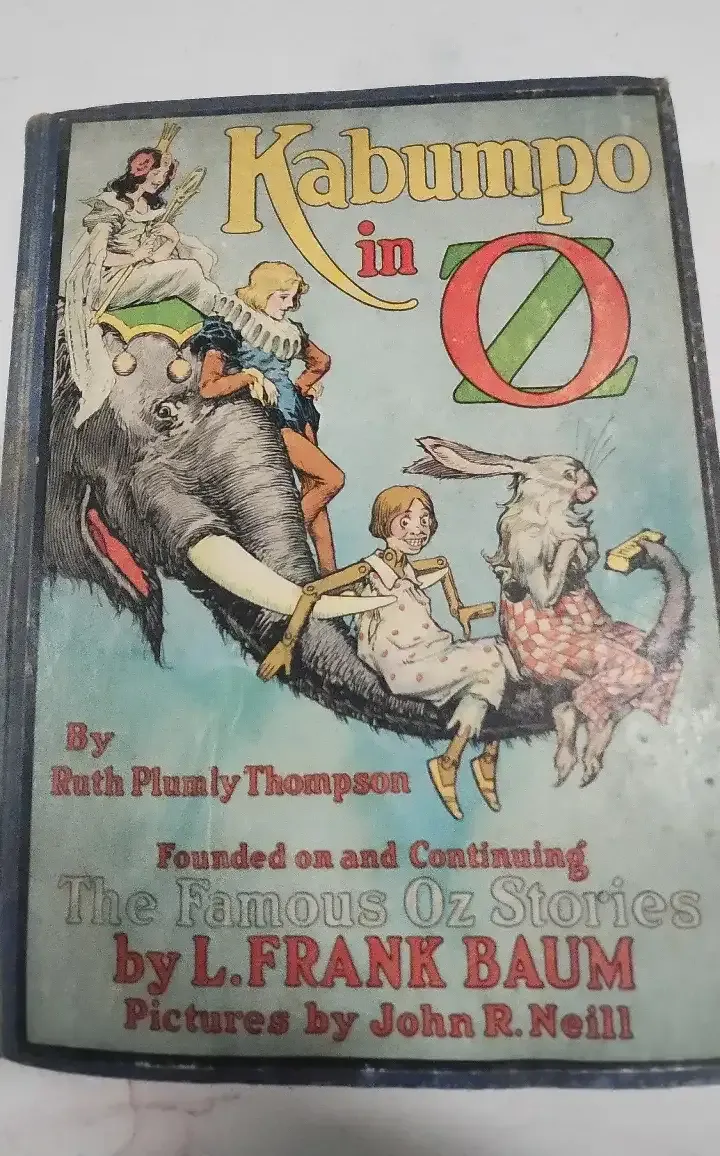 Kabumpo
in
OZ
By
Ruth Plumly Thompson
Founded on and Continuing
The Famous Oz Stories
by L. FRANK BAUM
Pictures by John R. Neill